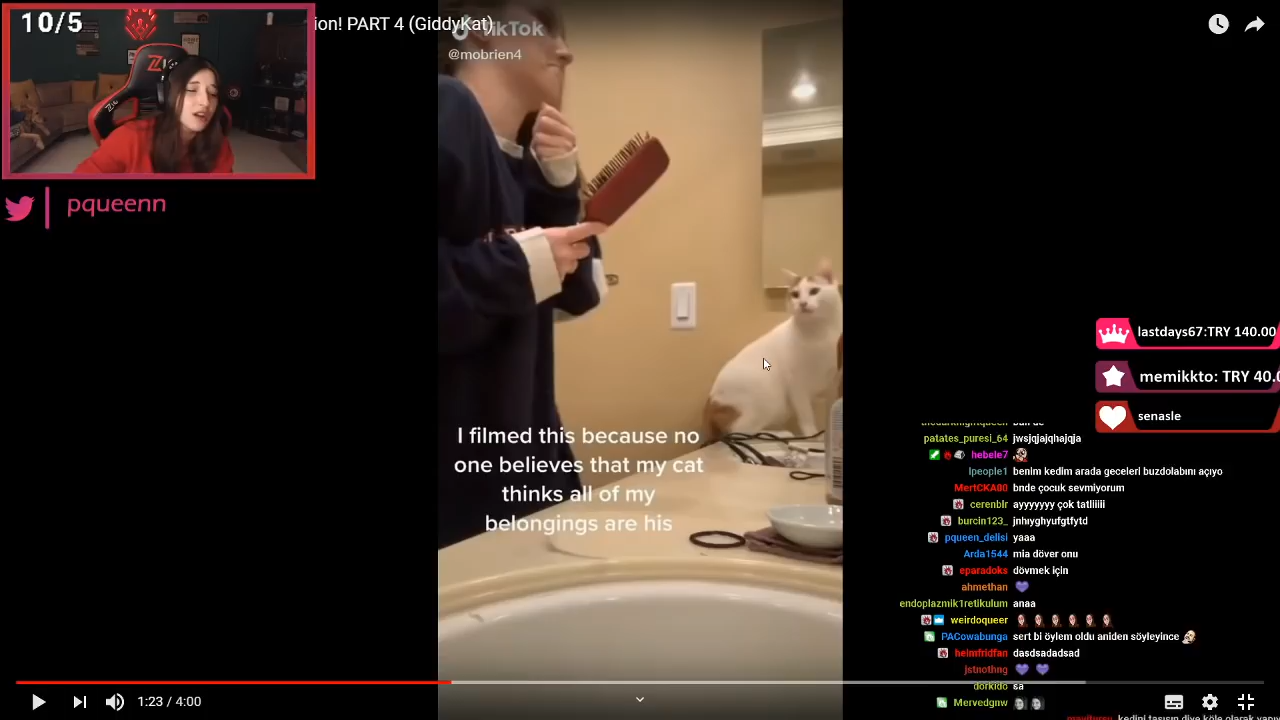 10/5
ion! PART 4 (GiddyKat)
TikTok
@mobrien4
pqueenn
I filmed this because no
one believes that my cat
thinks all of my
belongings are his
lastdays67:TRY 140.00
memikkto: TRY 40.0
senasle
patates_puresi_64 jwsjqjajqhajqja
hebele7
lpeople1 benim kedim arada geceleri buzdolabını açıyo
MertCKA00 bnde çocuk sevmiyorum
cerenblr ayyyyyyy çok tatliiiii
burcin123_ jnhıyghyufgtfytd
pqueen_delisi yaaa
Arda1544 mia döver onu
eparadoks dövmek için
ahmethan
endoplazmik1retikulum anaa
weirdoqueer
PACowabunga sert bi öylem oldu aniden söyleyince
heimfridfan dasdsadadsad
jstnothng
dorkido sa
Mervedgnw
1:23 / 4:00